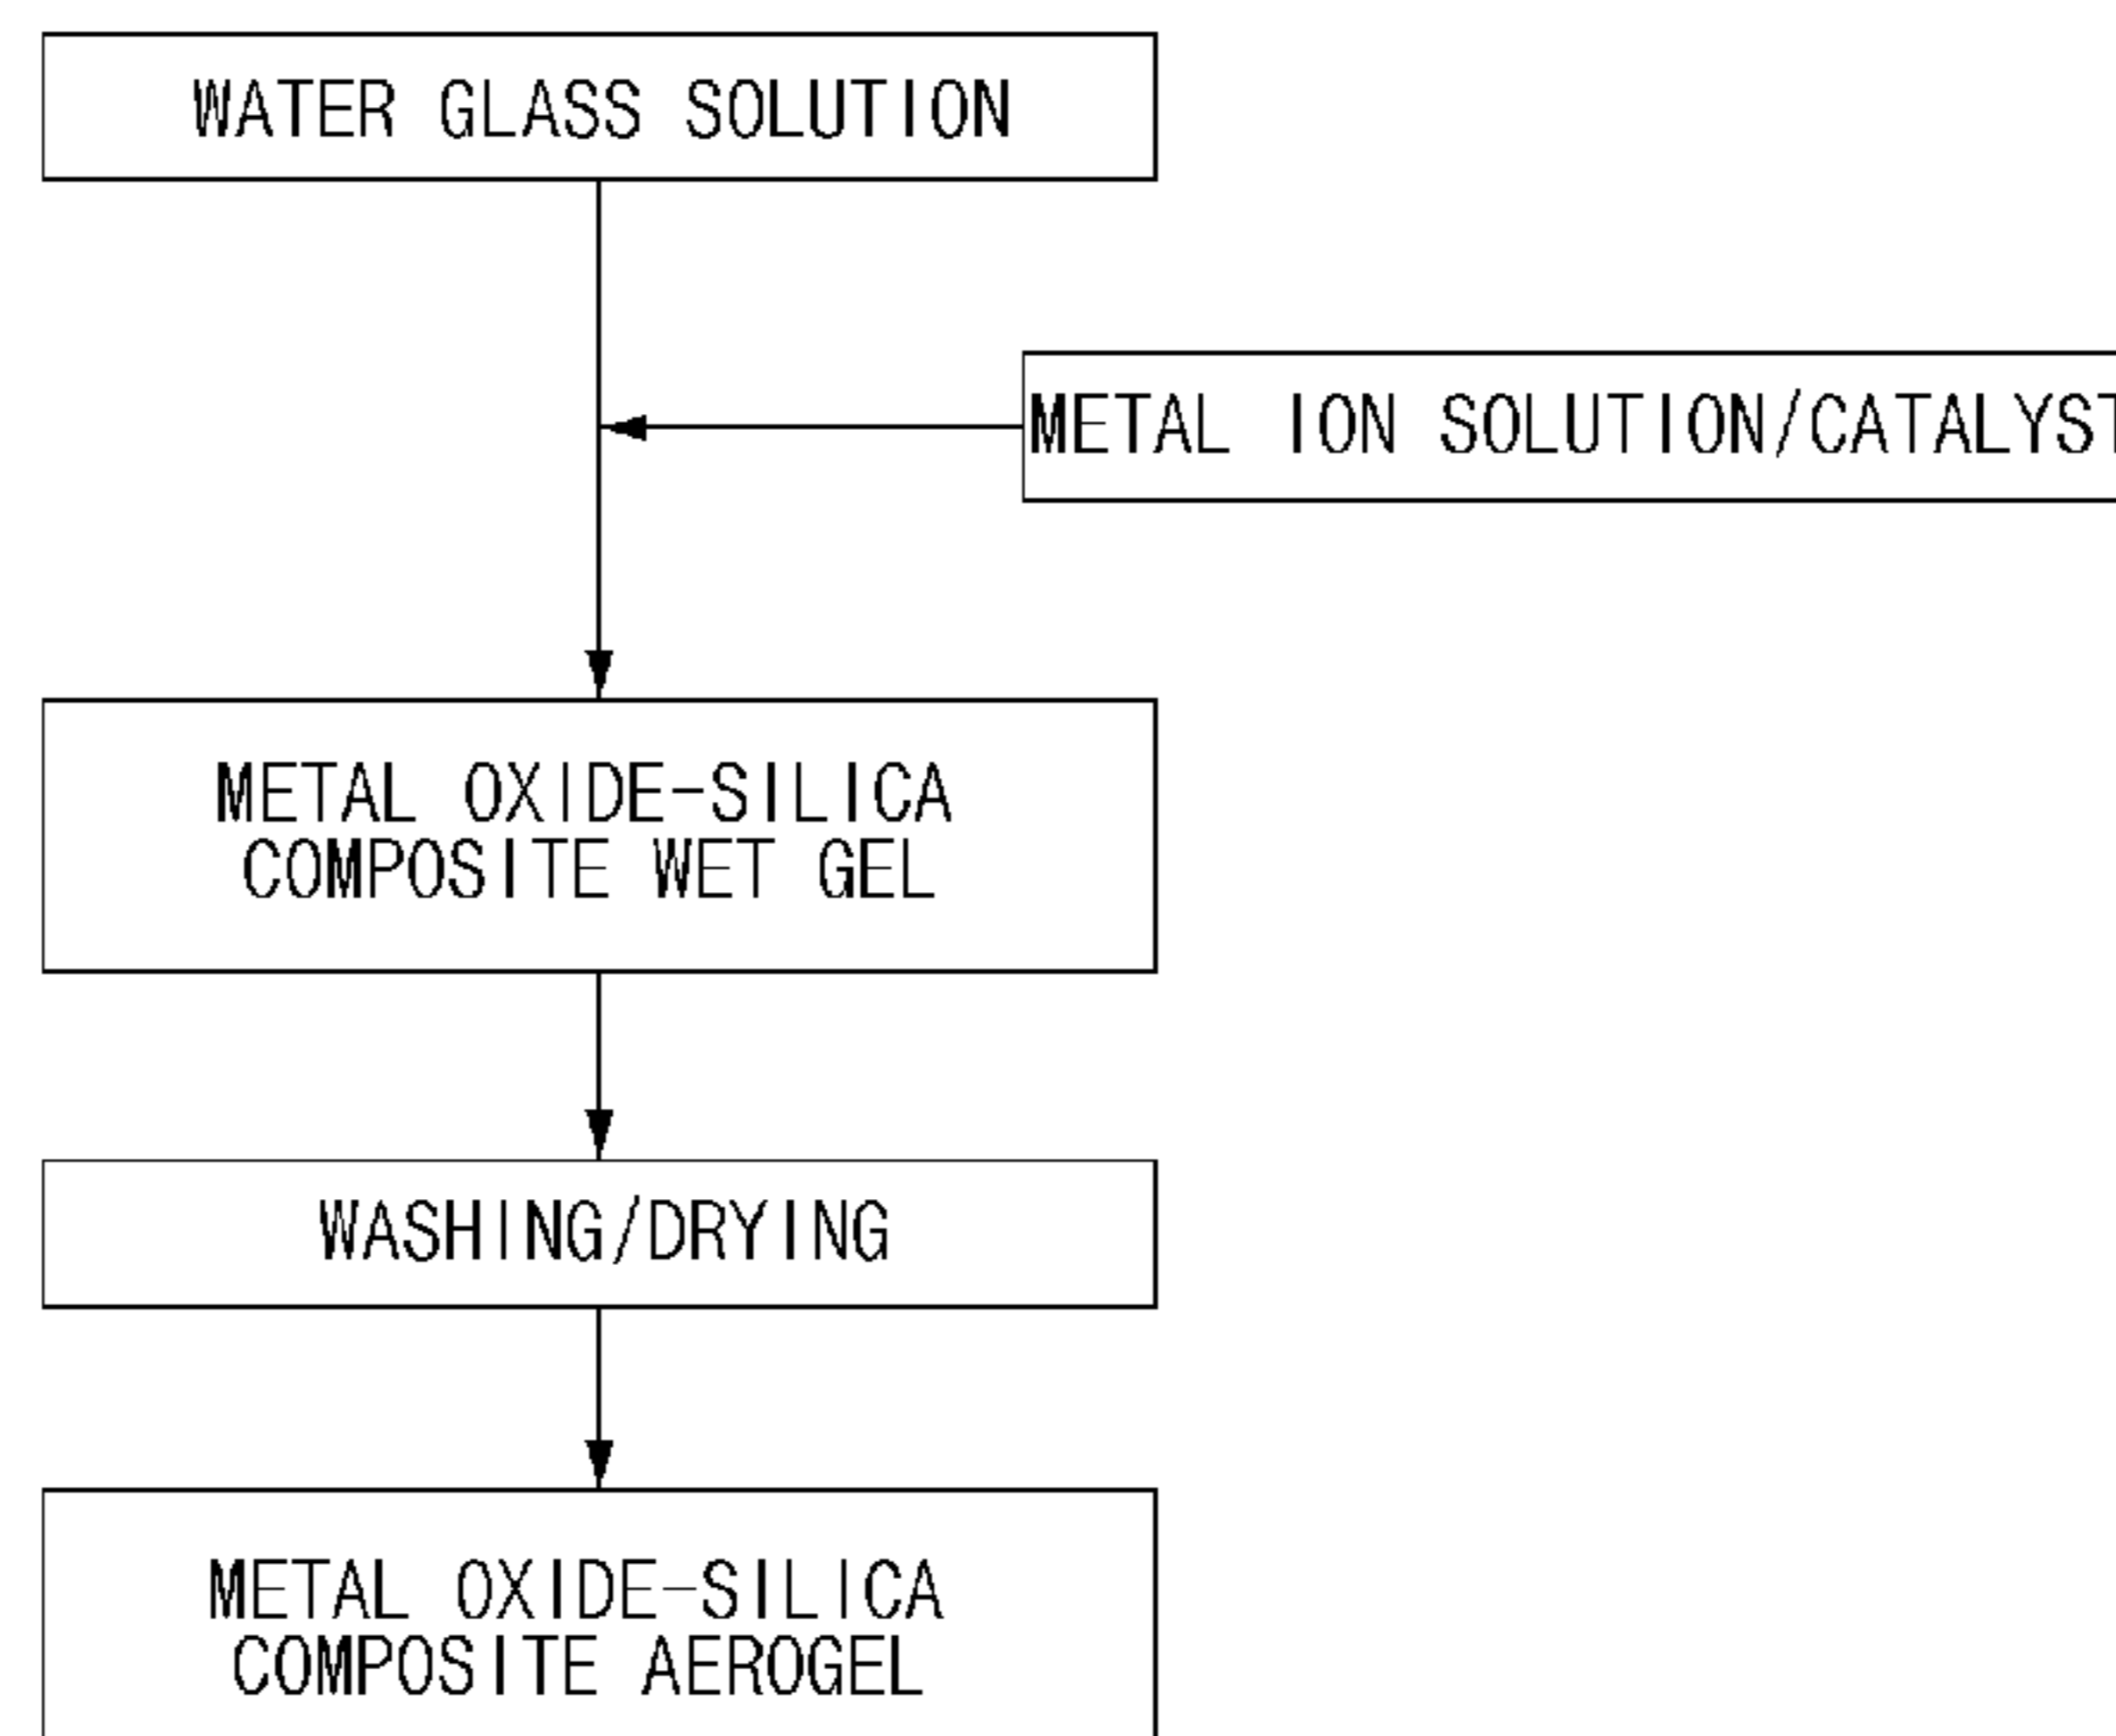 WATER GLASS SOLUTION
METAL ION SOLUTION/CATALYST
METAL OXIDE-SILICA
COMPOSITE WET GEL
WASHING/DRYING
METAL OXIDE-SILICA
COMPOSITE AEROGEL